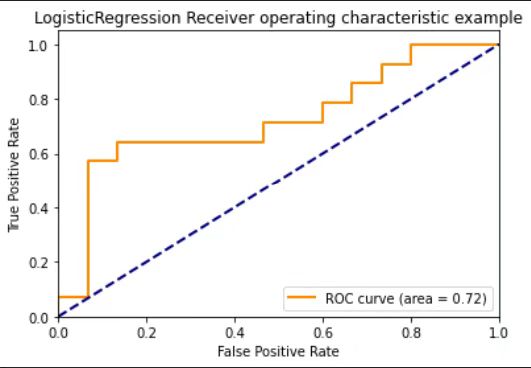 LogisticRegression Receiver operating characteristic example
1.0
0.8
0.6
0.4
0.2
0.0
True Positive Rate
ROC curve (area = 0.72)
0.0 0.2 0.4 0.6 0.8 1.0
False Positive Rate